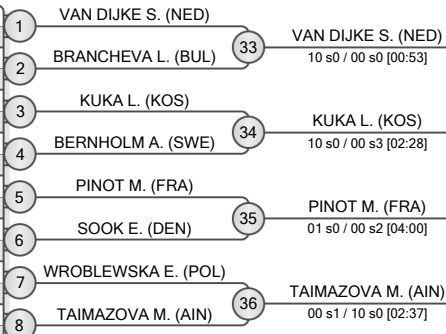 1
VAN DIJKE S. (NED)
2
BRANCHEVA L. (BUL)
33
VAN DIJKE S. (NED)
10 s0 / 00 s0 [00:53]
3
KUKA L. (KOS)
4
BERNHOLM A. (SWE)
34
KUKA L. (KOS)
10 s0 / 00 s3 [02:28]
5
PINOT M. (FRA)
6
SOOK E. (DEN)
35
PINOT M. (FRA)
01 s0 / 00 s2 [04:00]
7
WROBLEWSKA E. (POL)
8
TAIMAZOVA M. (AIN)
36
TAIMAZOVA M. (AIN)
00 s1 / 10 s0 [02:37]